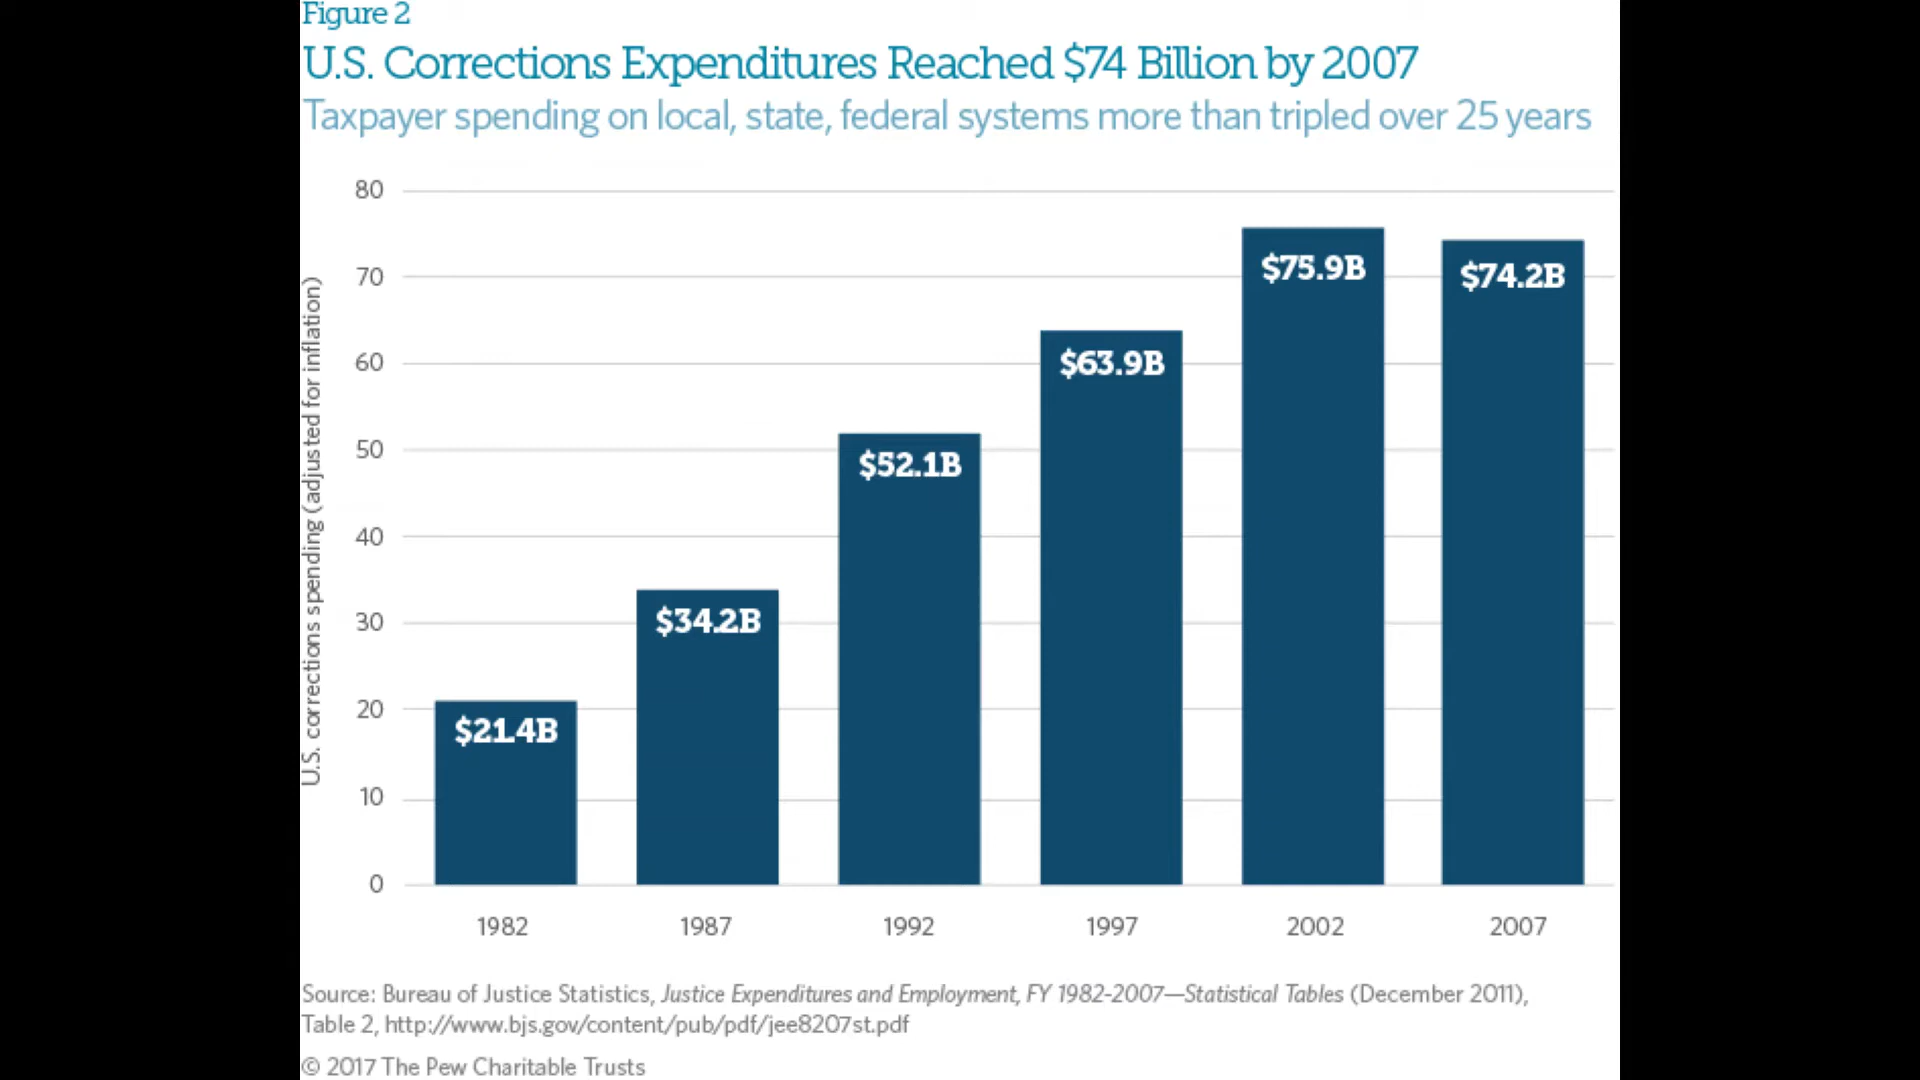 Figure 2
U.S. Corrections Expenditures Reached $74 Billion by 2007
Taxpayer spending on local, state, federal systems more than tripled over 25 years
U.S. corrections spending (adjusted for inflation)
80
70
60
50
40
30
20
10
0
$21.4B
$34.2B
$52.1B
$63.9B
$75.9B
$74.2B
1982 1987 1992 1997 2002 2007
Source: Bureau of Justice Statistics, Justice Expenditures and Employment, FY 1982-2007—Statistical Tables (December 2011),
Table 2, http://www.bjs.gov/content/pub/pdf/jee8207st.pdf
© 2017 The Pew Charitable Trusts